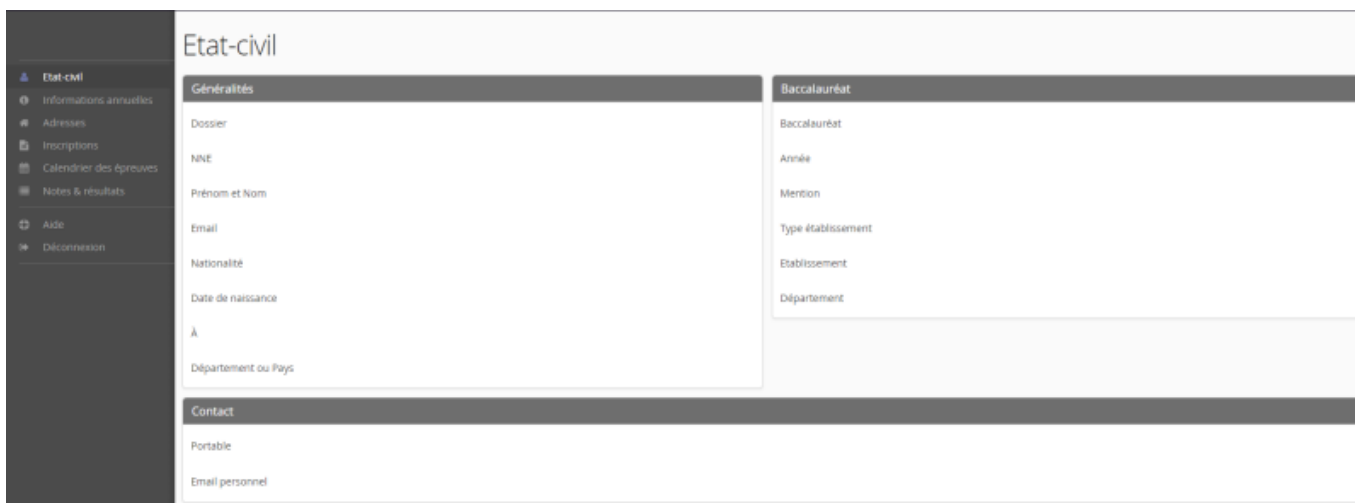 Etat-civil
Informations annuelles
Adresses
Inscriptions
Calendrier des épreuves
Notes & résultats
Aide
Déconnexion
Etat-civil
Généralités
Dossier
NNE
Prénom et Nom
Email
Nationalité
Date de naissance
À
Département ou Pays
Baccalauréat
Baccalauréat
Année
Mention
Type établissement
Etablissement
Département
Contact
Portable
Email personnel